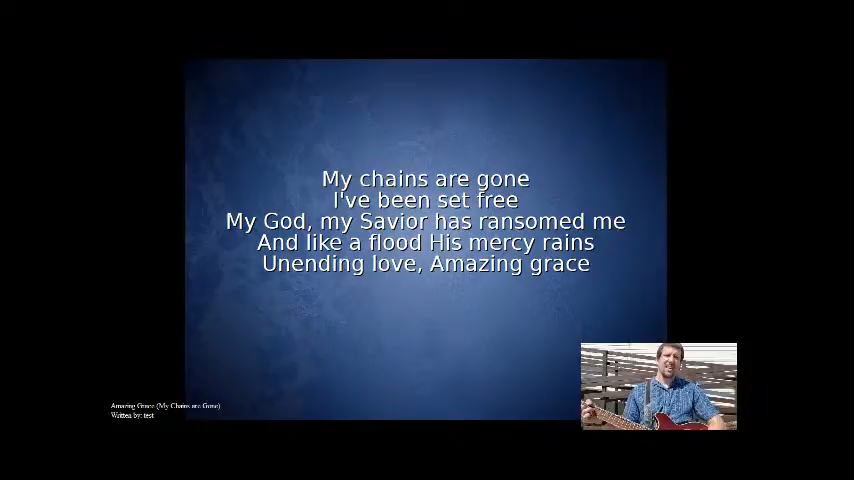 My chains are gone
I've been set free
My God, my Savior has ransomed me
And like a flood His mercy rains
Unending love, Amazing grace
Amazing Grace (My Chains are Gone)
Written by: test